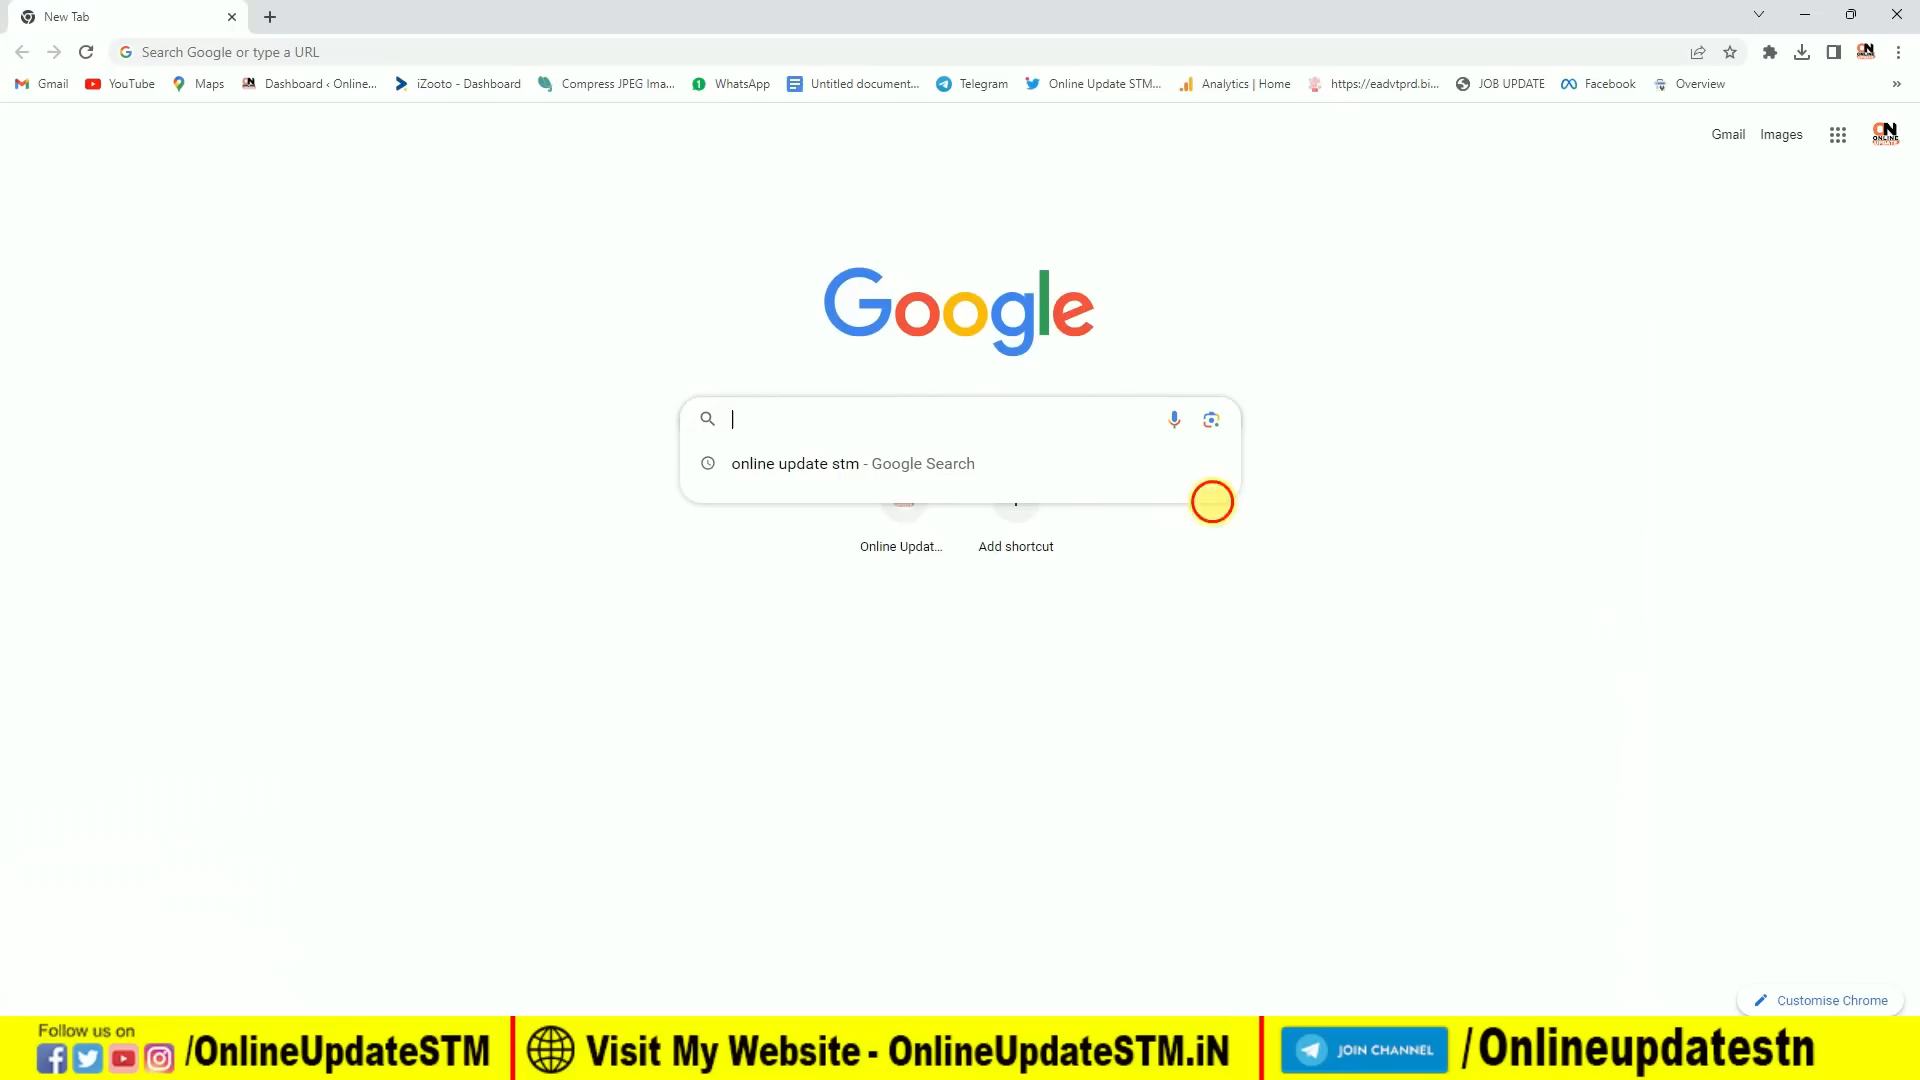 New Tab
Search Google or type a URL
Gmail YouTube Maps Dashboard ‹ Online... iZooto - Dashboard Compress JPEG Ima... WhatsApp Untitled document... Telegram Online Update STM... Analytics | Home https://eadvtprd.bi... JOB UPDATE Facebook Overview »
Gmail Images
ON
ONLINE
UPDATE
Google
online update stm - Google Search
Online Updat... Add shortcut
Customise Chrome
Follow us on
/OnlineUpdateSTM
Visit My Website - OnlineUpdateSTM.iN
JOIN CHANNEL
/Onlineupdatestn